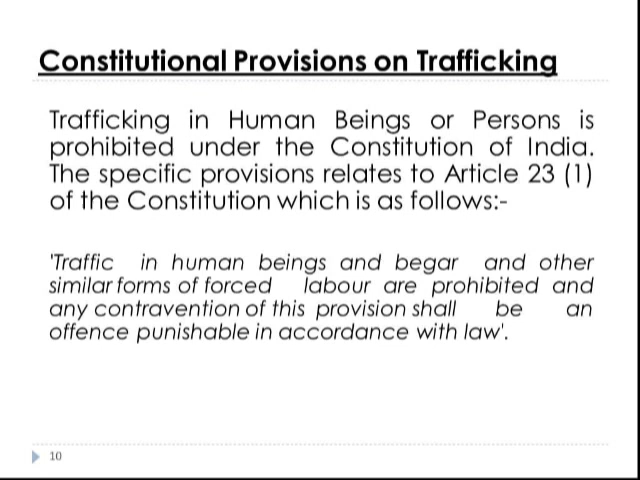 Constitutional Provisions on Trafficking
Trafficking in Human Beings or Persons is
prohibited under the Constitution of India.
The specific provisions relates to Article 23 (1)
of the Constitution which is as follows:-
'Traffic in human beings and begar and other
similar forms of forced labour are prohibited and
any contravention of this provision shall be an
offence punishable in accordance with law'.
10